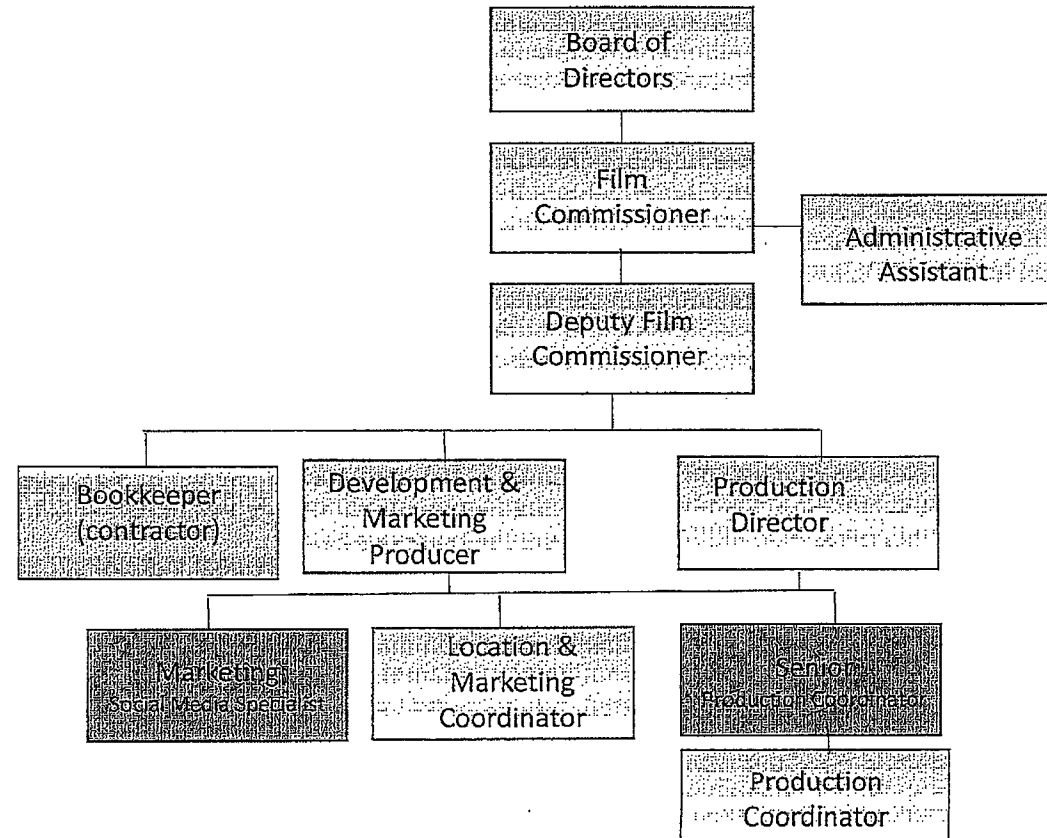 Board of
Directors
Film
Commissioner
Administrative
Assistant
Deputy Film
Commissioner
Bookkeeper
(contractor)
Development &
Marketing
Producer
Production
Director
Marketing
Social Media Specialist
Location &
Marketing
Coordinator
Senior
Production Coordinator
Production
Coordinator